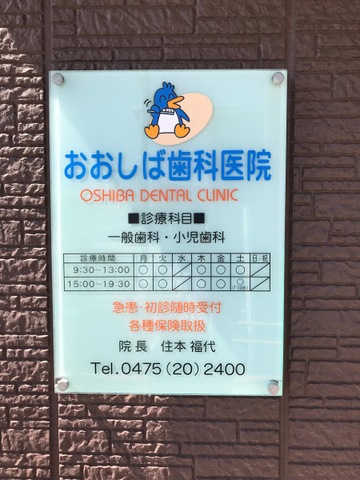 おおしば歯科医院
OSHIBA DENTAL CLINIC
■診療科目■
一般歯科・小児歯科
診療時間 月 火 水 木 金 土 日・祝
9:30~13:00 ○ ○ ／ ○ ○ ○ ／
15:00~19:30 ○ ○ ／ ○ ○ ○ ／
急患・初診随時受付
各種保険取扱
院長 住本福代
Tel.0475(20)2400